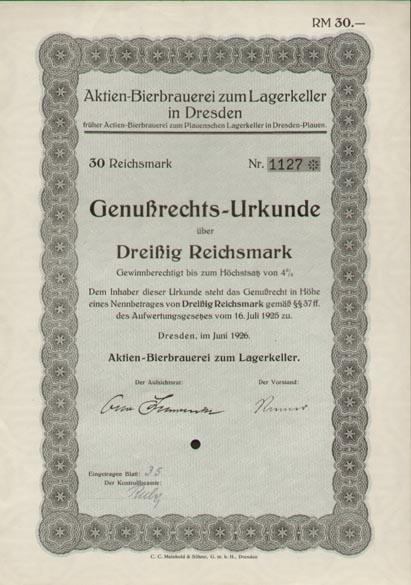 RM 30.—
Aktien-Bierbrauerei zum Lagerkeller
in Dresden
früher Actien-Bierbrauerei zum Plauenschen Lagerkeller in Dresden-Plauen.
30 Reichsmark Nr. 1127 ※
Genußrechts-Urkunde
über
Dreißig Reichsmark
Gewinnberechtigt bis zum Höchstsatz von 4%
Dem Inhaber dieser Urkunde steht das Genußrecht in Höhe
eines Nennbetrages von Dreißig Reichsmark gemäß §§ 37 ff.
des Aufwertungsgesetzes vom 16. Juli 1925 zu.
Dresden, im Juni 1926.
Aktien-Bierbrauerei zum Lagerkeller.
Der Aufsichtsrat: Der Vorstand:
Eingetragen Blatt: 35
Der Kontrollbeamte:
C. C. Meinhold & Söhne, G. m. b. H., Dresden